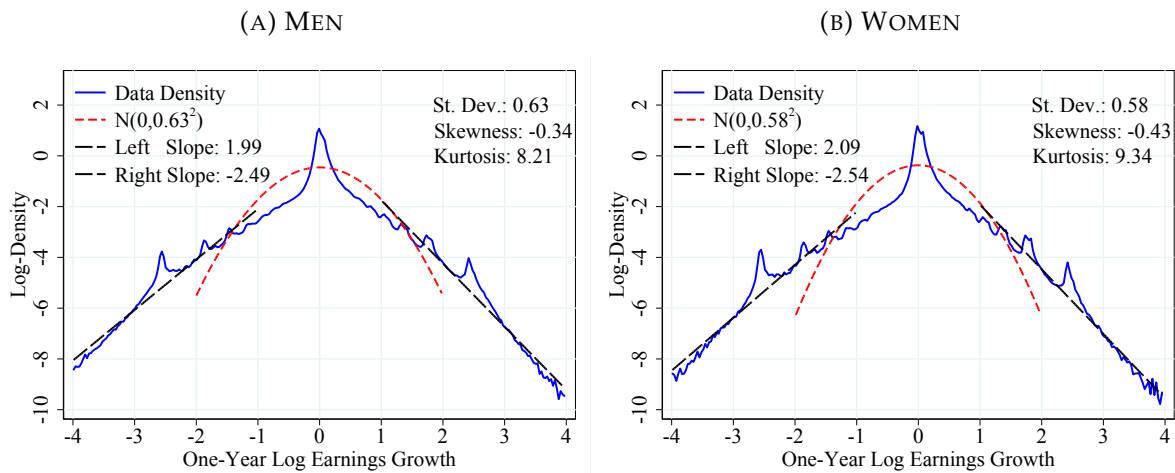 (A) MEN
Data Density
N(0,0.63²)
Left Slope: 1.99
Right Slope: -2.49
St. Dev.: 0.63
Skewness: -0.34
Kurtosis: 8.21
Log-Density
2
0
-2
-4
-6
-8
-10
-4 -3 -2 -1 0 1 2 3 4
One-Year Log Earnings Growth
(B) WOMEN
Data Density
N(0,0.58²)
Left Slope: 2.09
Right Slope: -2.54
St. Dev.: 0.58
Skewness: -0.43
Kurtosis: 9.34
Log-Density
2
0
-2
-4
-6
-8
-10
-4 -3 -2 -1 0 1 2 3 4
One-Year Log Earnings Growth